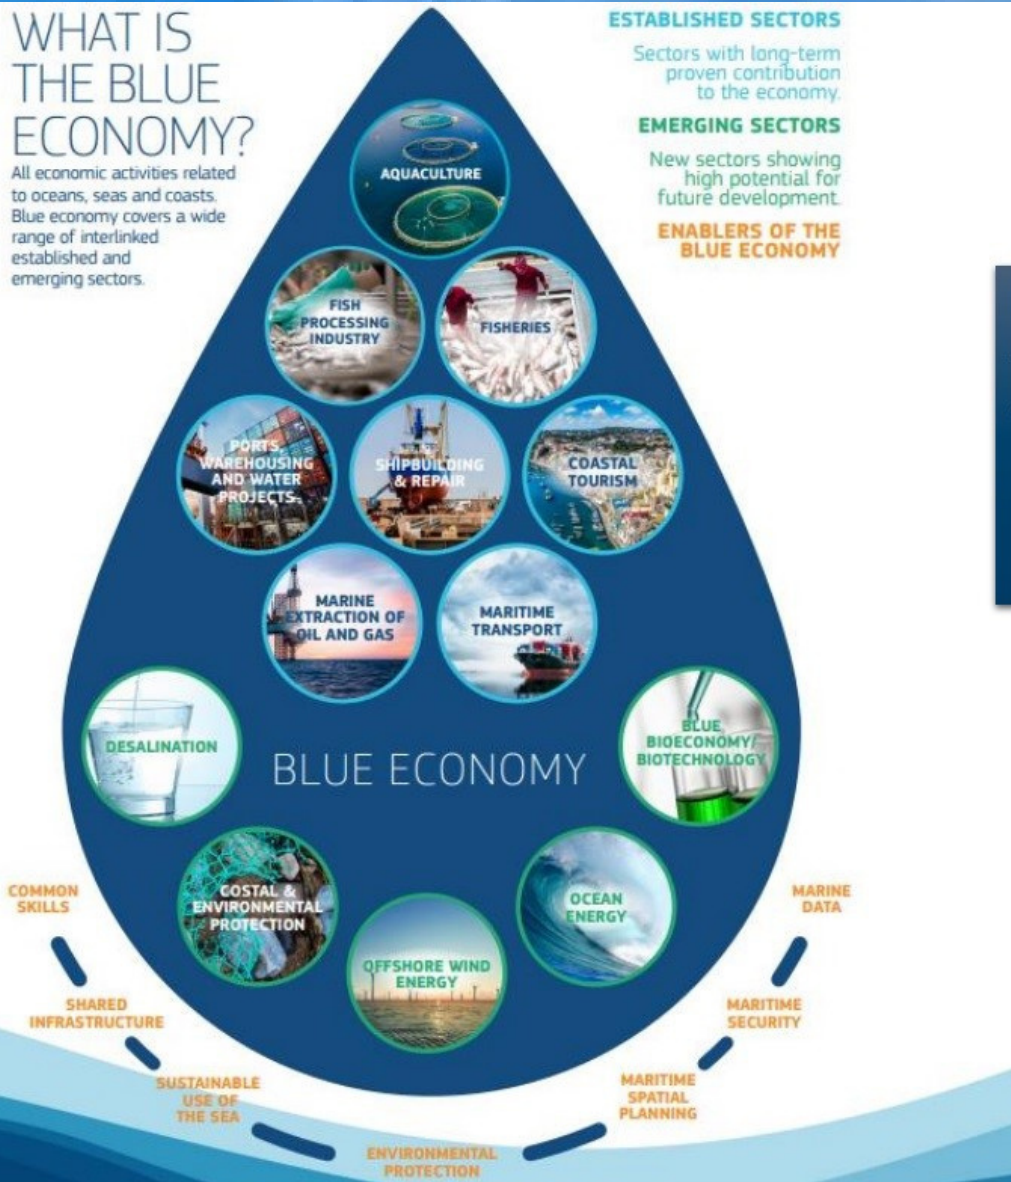 WHAT IS
THE BLUE
ECONOMY?
All economic activities related
to oceans, seas and coasts.
Blue economy covers a wide
range of interlinked
established and
emerging sectors.
ESTABLISHED SECTORS
Sectors with long-term
proven contribution
to the economy.
EMERGING SECTORS
New sectors showing
high potential for
future development.
ENABLERS OF THE
BLUE ECONOMY
AQUACULTURE
FISH
PROCESSING
INDUSTRY
FISHERIES
PORTS,
WAREHOUSING
AND WATER
PROJECTS
SHIPBUILDING
& REPAIR
COASTAL
TOURISM
MARINE
EXTRACTION OF
OIL AND GAS
MARITIME
TRANSPORT
DESALINATION
BLUE ECONOMY
BLUE
BIOECONOMY/
BIOTECHNOLOGY
COSTAL &
ENVIRONMENTAL
PROTECTION
OFFSHORE WIND
ENERGY
OCEAN
ENERGY
COMMON
SKILLS
SHARED
INFRASTRUCTURE
SUSTAINABLE
USE OF
THE SEA
ENVIRONMENTAL
PROTECTION
MARITIME
SPATIAL
PLANNING
MARITIME
SECURITY
MARINE
DATA